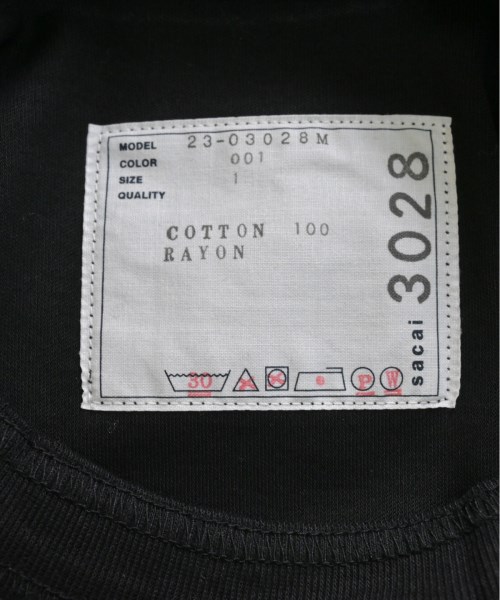 MODEL 23-03028M
COLOR 001
SIZE 1
QUALITY
COTTON 100
RAYON
30
P
W
sacai 3028